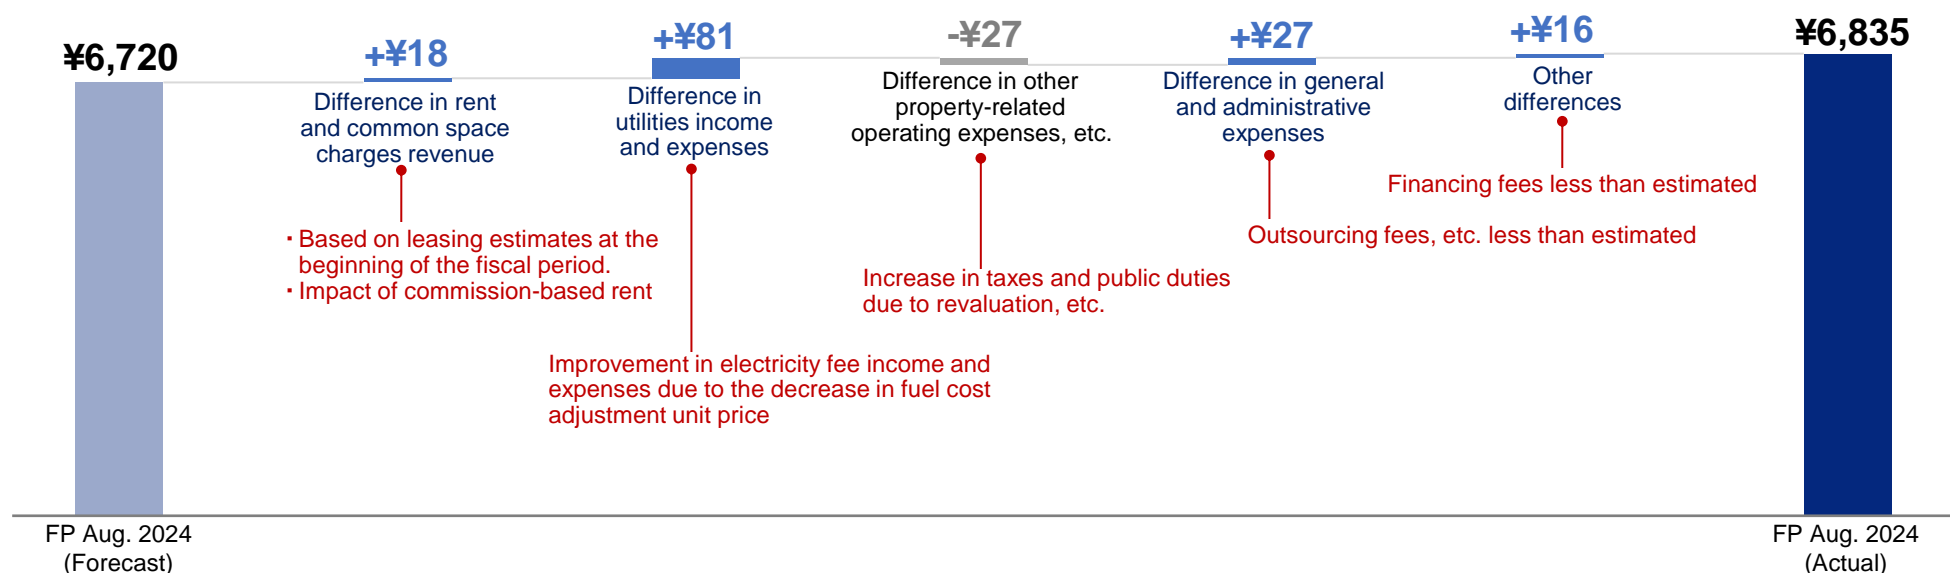 ¥6,720
+¥18
+¥81
-¥27
+¥27
+¥16
¥6,835
Difference in rent
and common space
charges revenue
Difference in
utilities income
and expenses
Difference in other
property-related
operating expenses, etc.
Difference in general
and administrative
expenses
Other
differences
・Based on leasing estimates at the
beginning of the fiscal period.
・Impact of commission-based rent
Improvement in electricity fee income and
expenses due to the decrease in fuel cost
adjustment unit price
Increase in taxes and public duties
due to revaluation, etc.
Outsourcing fees, etc. less than estimated
Financing fees less than estimated
FP Aug. 2024
(Forecast)
FP Aug. 2024
(Actual)